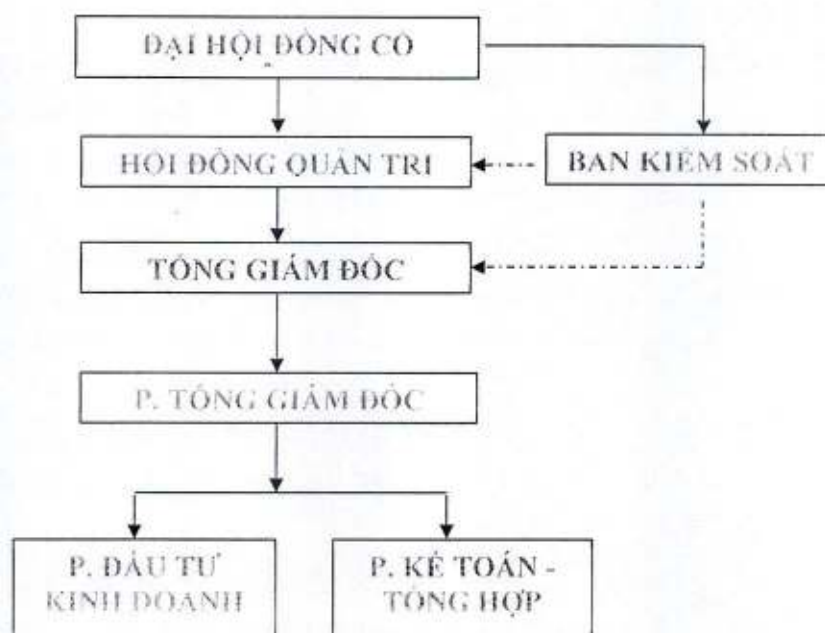 ĐẠI HỘI ĐỒNG CỔ
HỘI ĐỒNG QUẢN TRỊ
BAN KIỂM SOÁT
TỔNG GIÁM ĐỐC
P. TỔNG GIÁM ĐỐC
P. ĐẦU TƯ
KINH DOANH
P. KẾ TOÁN -
TỔNG HỢP